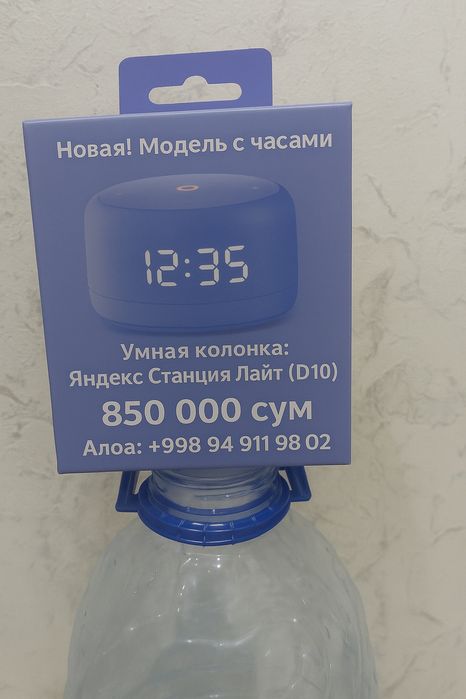 Новая! Модель с часами
12:35
Умная колонка:
Яндекс Станция Лайт (D10)
850 000 сум
Алоа: +998 94 911 98 02